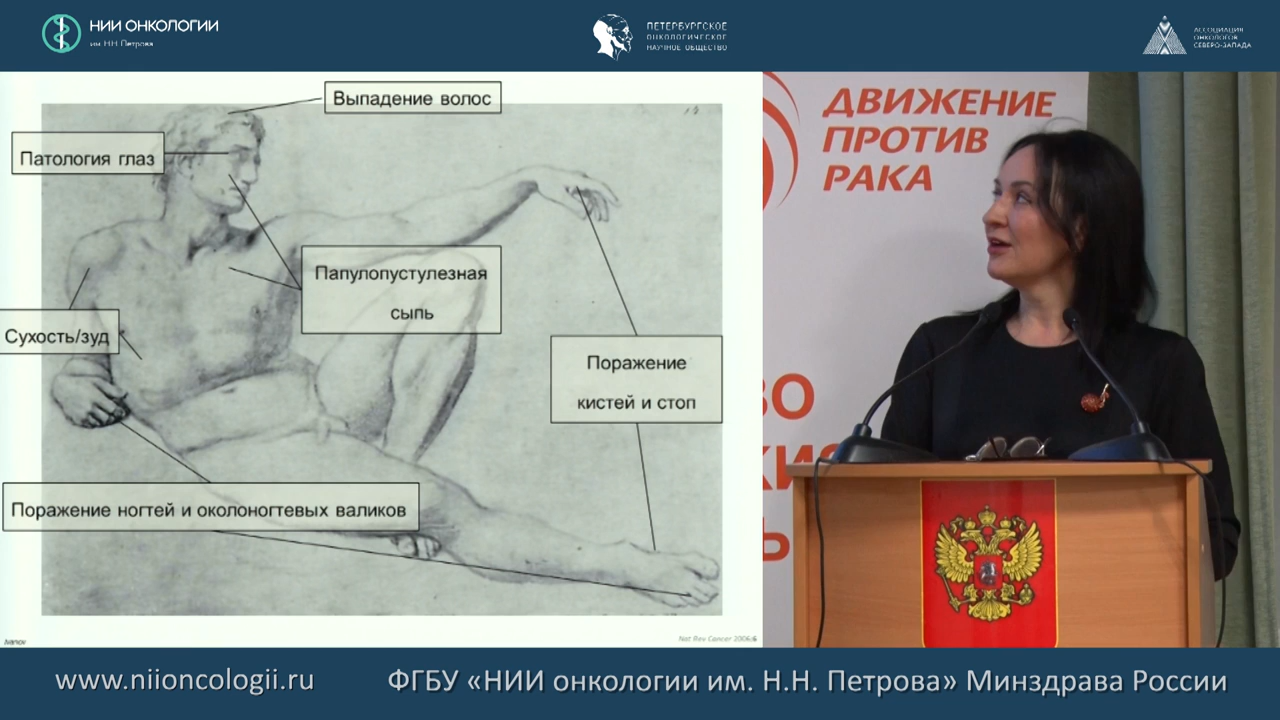 НИИ ОНКОЛОГИИ
им. Н.Н. Петрова
ПЕТЕРБУРГСКОЕ
ОНКОЛОГИЧЕСКОЕ
НАУЧНОЕ ОБЩЕСТВО
АССОЦИАЦИЯ
ОНКОЛОГОВ
СЕВЕРО-ЗАПАДА
Выпадение волос
Патология глаз
Папулопустулезная
сыпь
Сухость/зуд
Поражение
кистей и стоп
Поражение ногтей и околоногтевых валиков
Ivanov
Nat Rev Cancer 2006:6
ДВИЖЕНИЕ
ПРОТИВ
РАКА
www.niioncologii.ru
ФГБУ «НИИ онкологии им. Н.Н. Петрова» Минздрава России